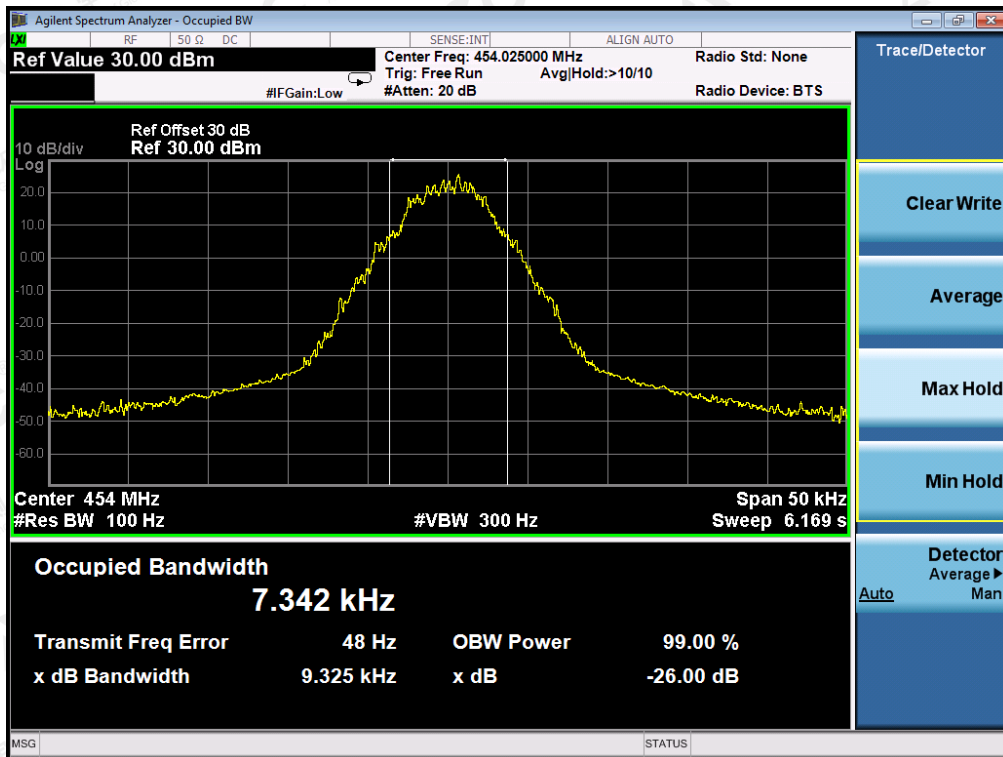 Agilent Spectrum Analyzer - Occupied BW
LXI RF 50 Ω DC SENSE:INT ALIGN AUTO
Ref Value 30.00 dBm
#IFGain:Low
Center Freq: 454.025000 MHz
Trig: Free Run Avg|Hold:>10/10
#Atten: 20 dB
Radio Std: None
Radio Device: BTS
Ref Offset 30 dB
10 dB/div Ref 30.00 dBm
Log
20.0
10.0
0.00
-10.0
-20.0
-30.0
-40.0
-50.0
-60.0
Center 454 MHz Span 50 kHz
#Res BW 100 Hz #VBW 300 Hz Sweep 6.169 s
Occupied Bandwidth
7.342 kHz
Transmit Freq Error 48 Hz OBW Power 99.00 %
x dB Bandwidth 9.325 kHz x dB -26.00 dB
MSG STATUS
Trace/Detector
Clear Write
Average
Max Hold
Min Hold
Detector
Average
Auto Man